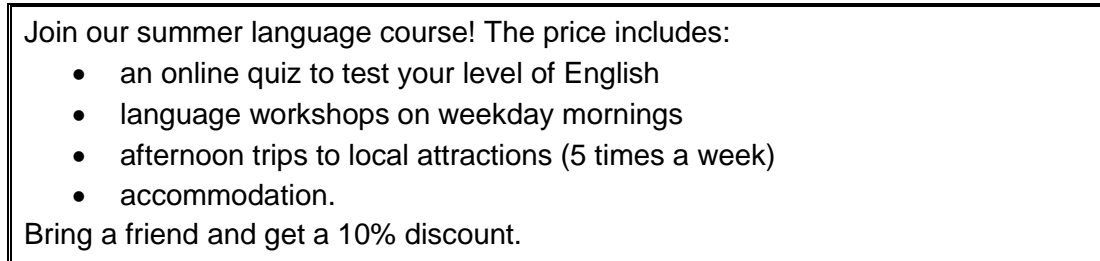 Join our summer language course! The price includes:
• an online quiz to test your level of English
• language workshops on weekday mornings
• afternoon trips to local attractions (5 times a week)
• accommodation.
Bring a friend and get a 10% discount.